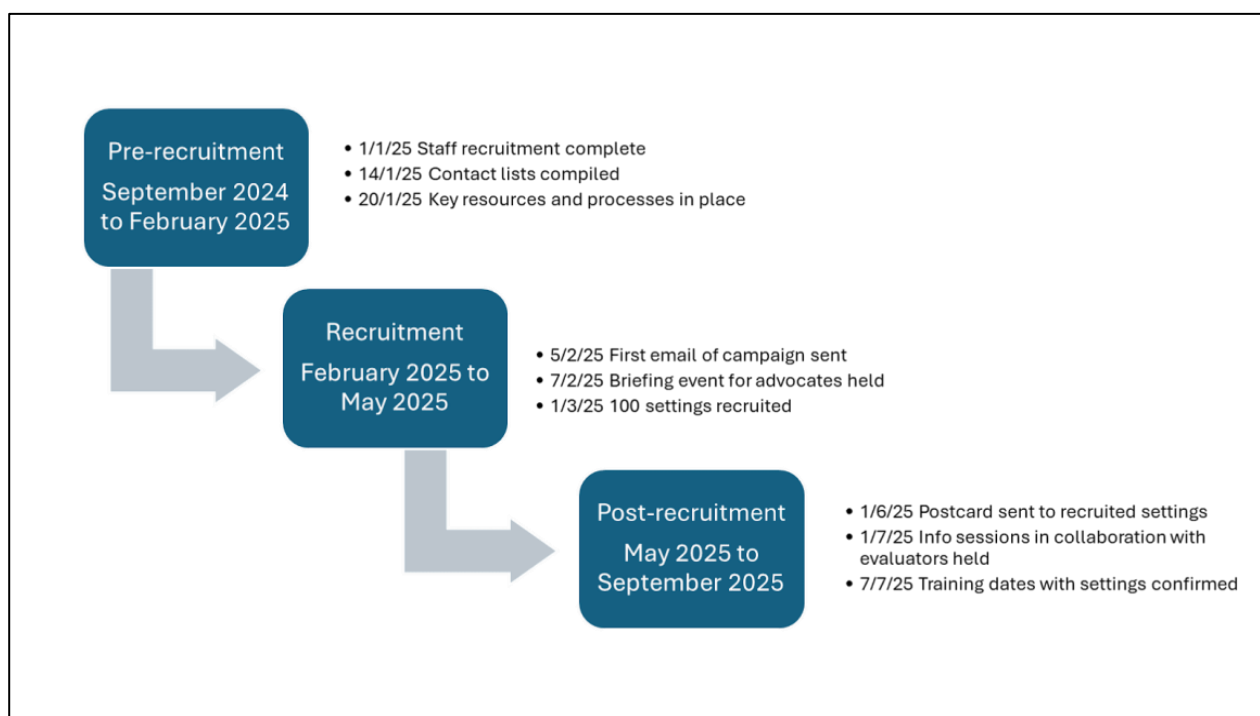 Pre-recruitment
September 2024
to February 2025
• 1/1/25 Staff recruitment complete
• 14/1/25 Contact lists compiled
• 20/1/25 Key resources and processes in place
Recruitment
February 2025 to
May 2025
• 5/2/25 First email of campaign sent
• 7/2/25 Briefing event for advocates held
• 1/3/25 100 settings recruited
Post-recruitment
May 2025 to
September 2025
• 1/6/25 Postcard sent to recruited settings
• 1/7/25 Info sessions in collaboration with
evaluators held
• 7/7/25 Training dates with settings confirmed